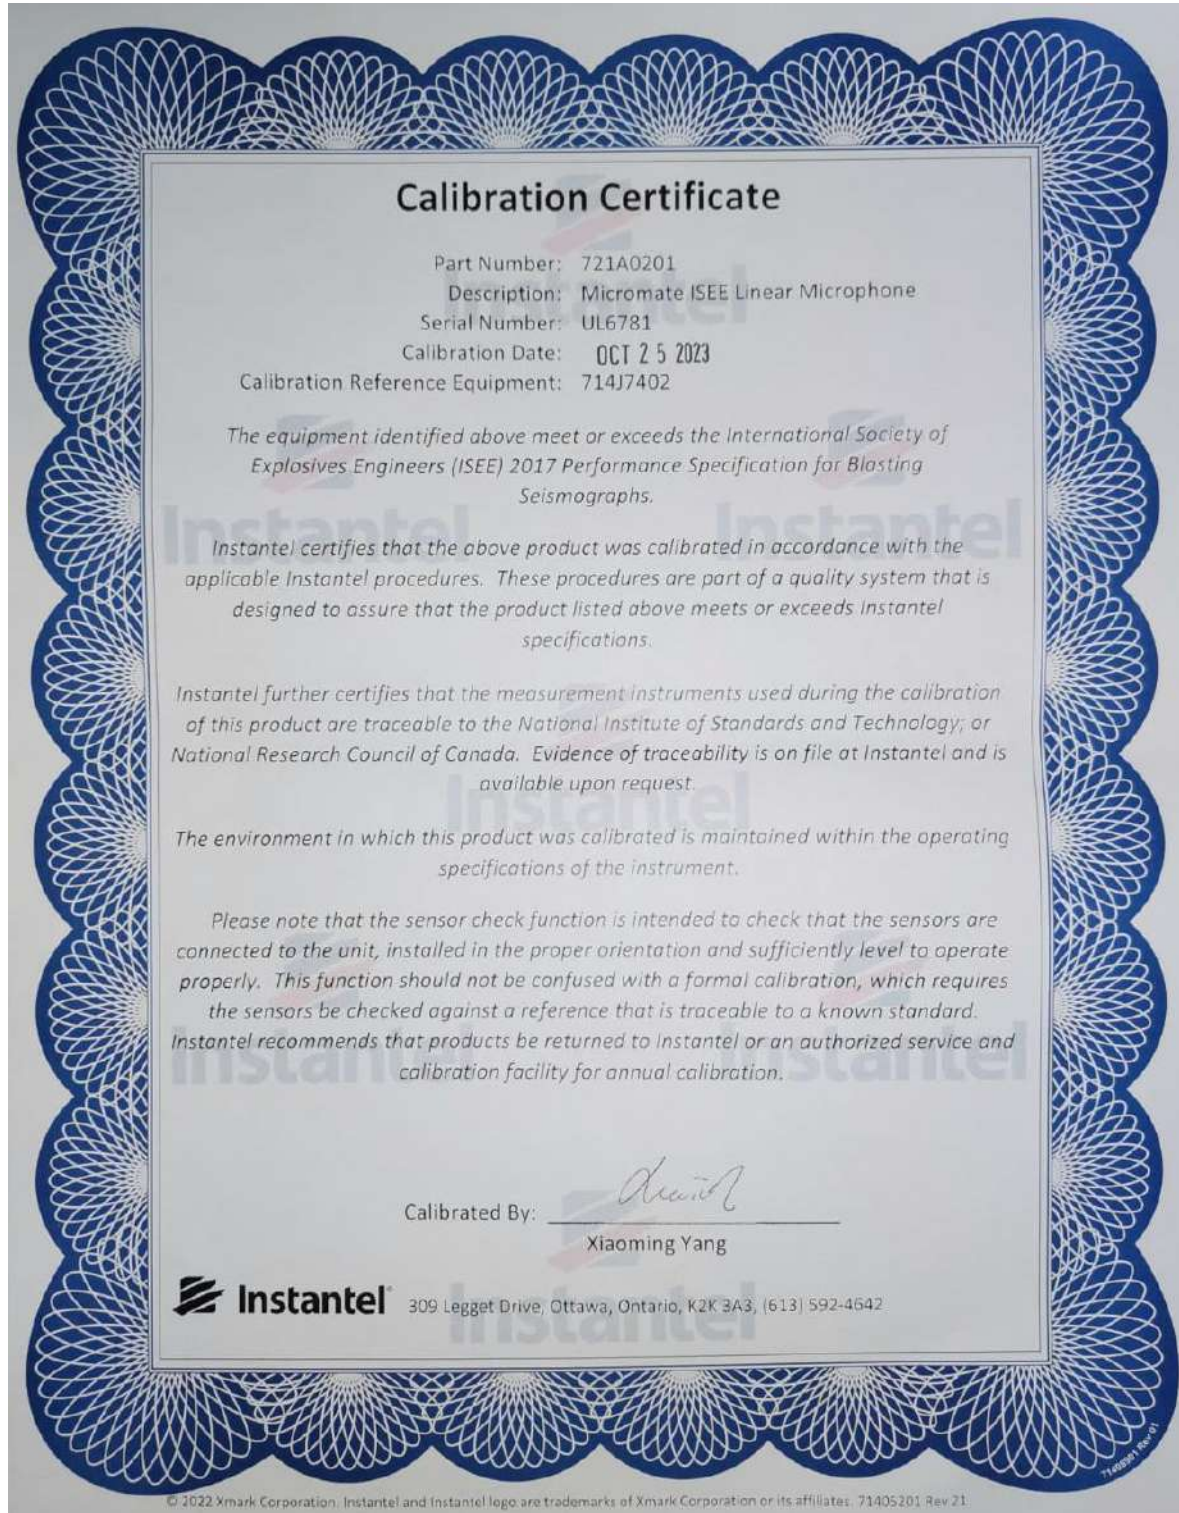 Calibration Certificate
Part Number: 721A0201
Description: Micromate ISEE Linear Microphone
Serial Number: UL6781
Calibration Date: OCT 25 2023
Calibration Reference Equipment: 714J7402
The equipment identified above meet or exceeds the International Society of
Explosives Engineers (ISEE) 2017 Performance Specification for Blasting
Seismographs.
Instantel certifies that the above product was calibrated in accordance with the
applicable Instantel procedures. These procedures are part of a quality system that is
designed to assure that the product listed above meets or exceeds Instantel
specifications.
Instantel further certifies that the measurement instruments used during the calibration
of this product are traceable to the National Institute of Standards and Technology; or
National Research Council of Canada. Evidence of traceability is on file at Instantel and is
available upon request.
The environment in which this product was calibrated is maintained within the operating
specifications of the instrument.
Please note that the sensor check function is intended to check that the sensors are
connected to the unit, installed in the proper orientation and sufficiently level to operate
properly. This function should not be confused with a formal calibration, which requires
the sensors be checked against a reference that is traceable to a known standard.
Instantel recommends that products be returned to Instantel or an authorized service and
calibration facility for annual calibration.
Calibrated By:
Xiaoming Yang
Instantel 309 Legget Drive, Ottawa, Ontario, K2K 3A3, (613) 592-4642
© 2022 Xmark Corporation. Instantel and Instantel logo are trademarks of Xmark Corporation or its affiliates. 71405201 Rev 21